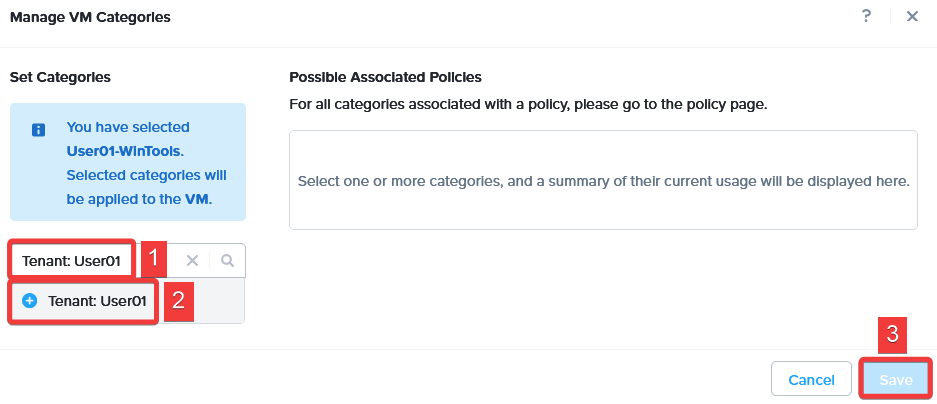 Manage VM Categories
?
Set Categories
You have selected
User01-WinTools.
Selected categories will
be applied to the VM.
Tenant: User01
1
Tenant: User01
2
Possible Associated Policies
For all categories associated with a policy, please go to the policy page.
Select one or more categories, and a summary of their current usage will be displayed here.
3
Cancel
Save